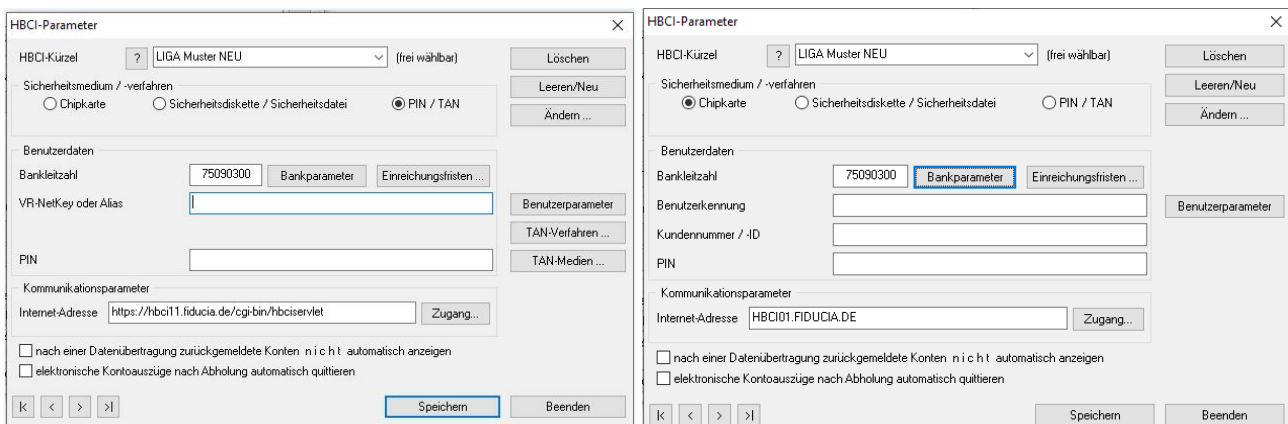 HBCI-Parameter
HBCI-Kürzel ? LIGA Muster NEU (frei wählbar) Löschen
Sicherheitsmedium / -verfahren Leeren/Neu
Chipkarte Sicherheitsdiskette / Sicherheitsdatei PIN / TAN
Ändern ...
Benutzerdaten
Bankleitzahl 75090300 Bankparameter Einreichungsfristen ...
VR-NetKey oder Alias Benutzerparameter
TAN-Verfahren ...
PIN TAN-Medien ...
Kommunikationsparameter
Internet-Adresse https://hbci11.fiducia.de/cgi-bin/hbciservlet Zugang...
nach einer Datenübertragung zurückgemeldete Konten n i c h t automatisch anzeigen
elektronische Kontoauszüge nach Abholung automatisch quittieren
Speichern Beenden
HBCI-Parameter
HBCI-Kürzel ? LIGA Muster NEU (frei wählbar) Löschen
Sicherheitsmedium / -verfahren Leeren/Neu
Chipkarte Sicherheitsdiskette / Sicherheitsdatei PIN / TAN
Ändern ...
Benutzerdaten
Bankleitzahl 75090300 Bankparameter Einreichungsfristen ...
Benutzerkennung Benutzerparameter
Kundennummer / -ID
PIN
Kommunikationsparameter
Internet-Adresse HBCI01.FIDUCIA.DE Zugang...
nach einer Datenübertragung zurückgemeldete Konten n i c h t automatisch anzeigen
elektronische Kontoauszüge nach Abholung automatisch quittieren
Speichern Beenden